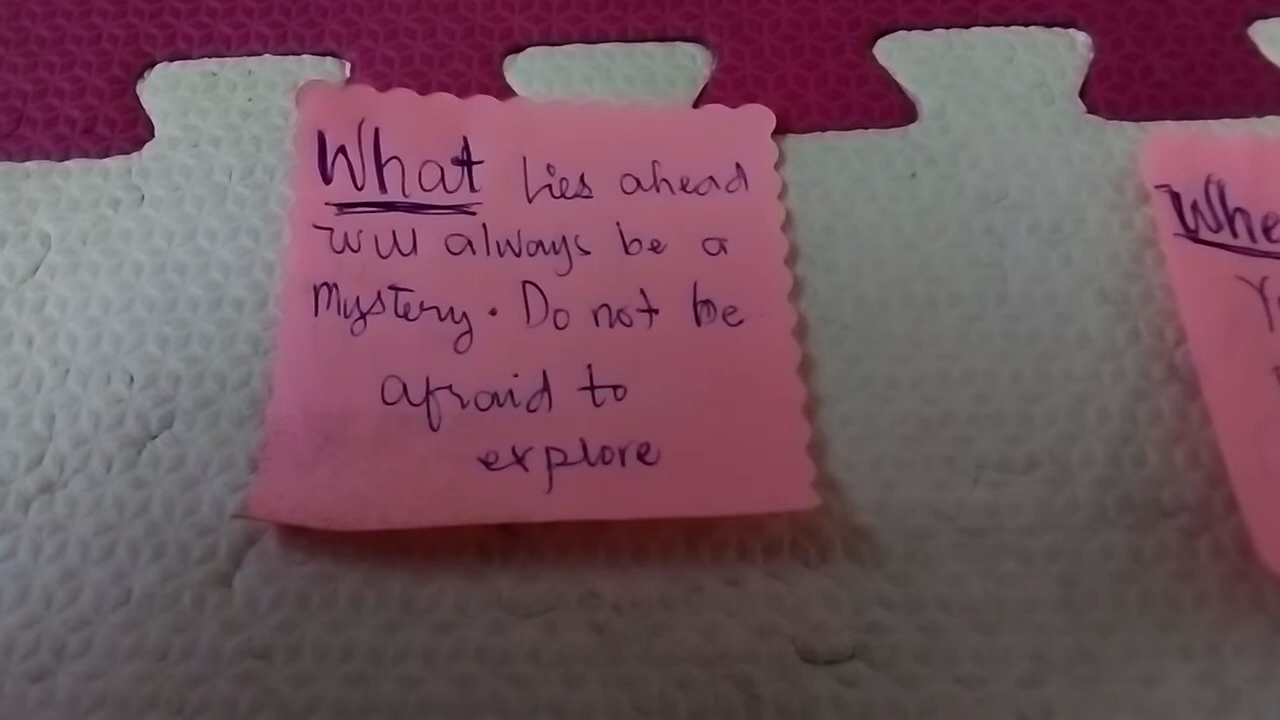 What lies ahead
will always be a
mystery. Do not be
afraid to
explore